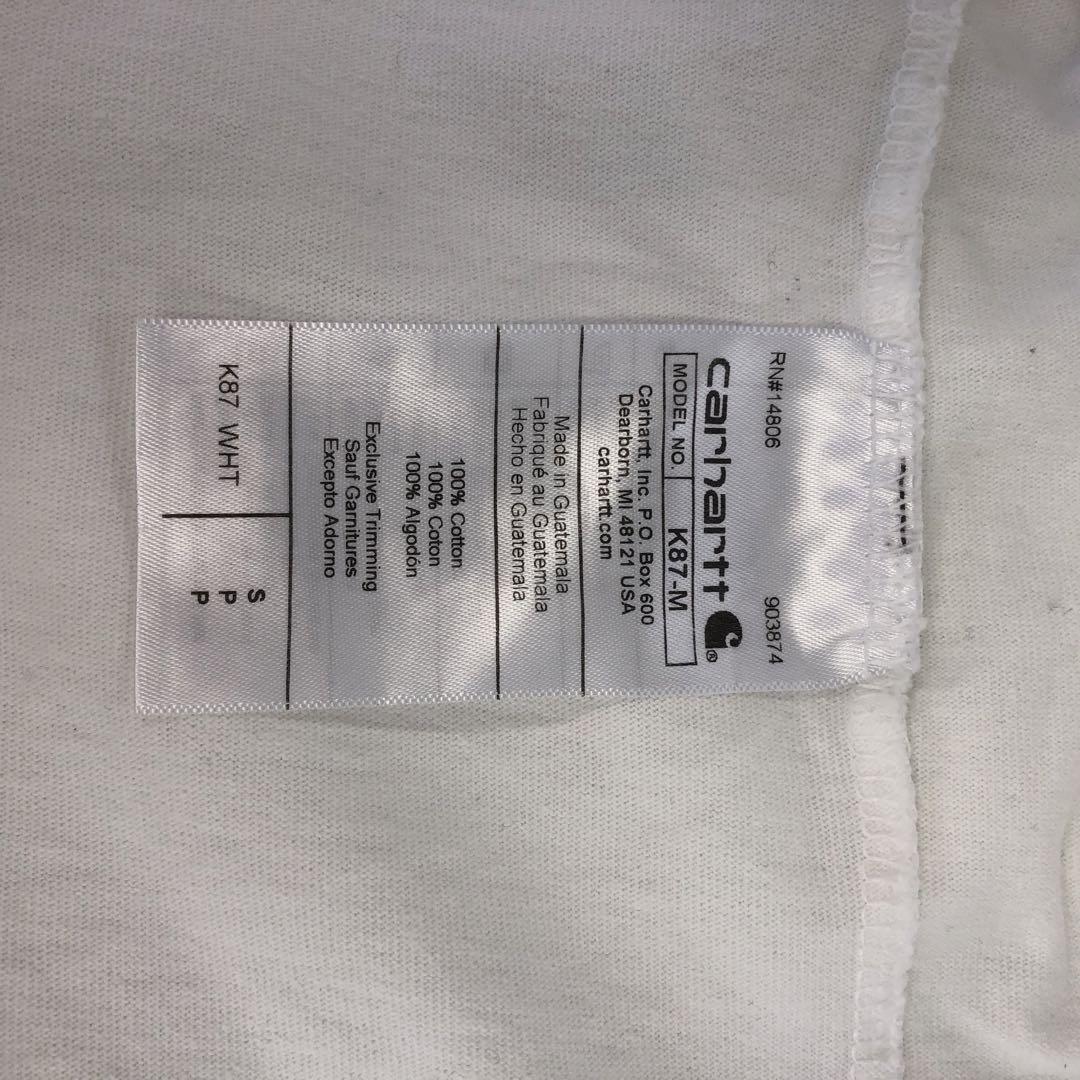 RN#14806 903874
carhartt ®
MODEL NO. K87-M
Carhartt, Inc. P.O. Box 600
Dearborn, MI 48121 USA
carhartt.com
Made in Guatemala
Fabriqué au Guatemala
Hecho en Guatemala
100% Cotton
100% Coton
100% Algodón
Exclusive Trimming
Sauf Garnitures
Excepto Adorno
K87 WHT
S
P
P